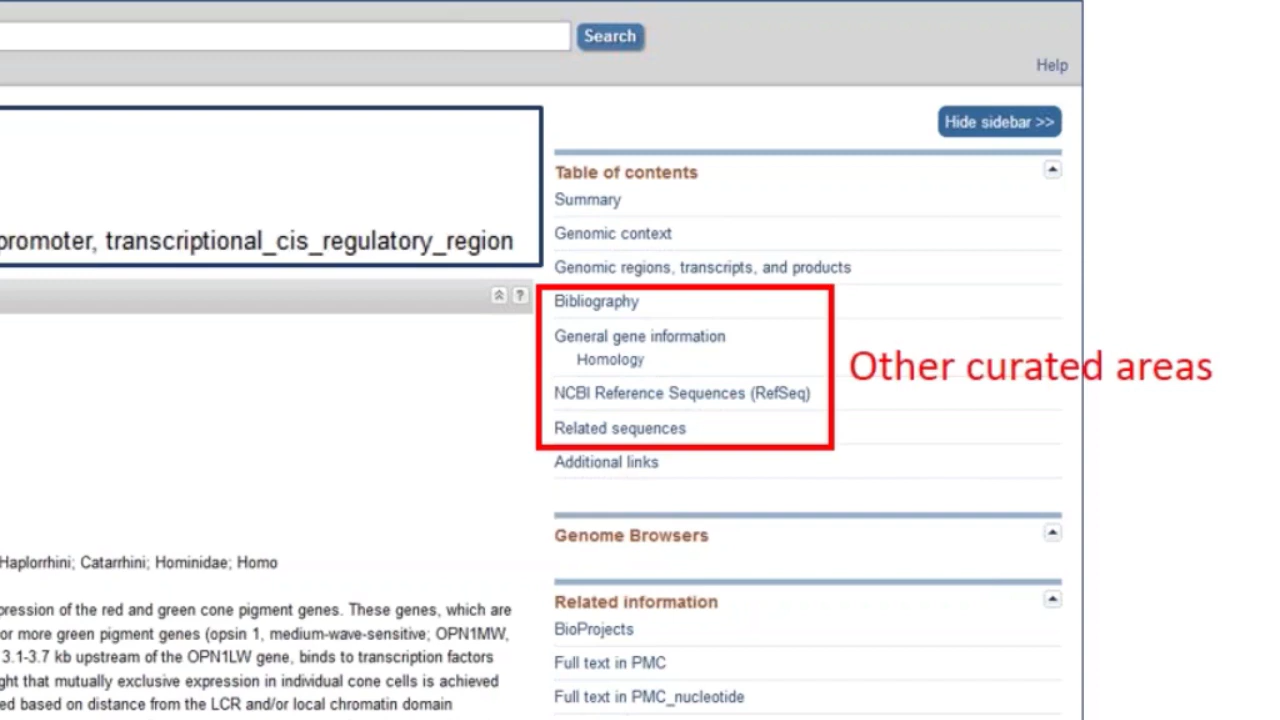 Search
Help
Hide sidebar >>
promoter, transcriptional_cis_regulatory_region
?
Table of contents
Summary
Genomic context
Genomic regions, transcripts, and products
Bibliography
General gene information
Homology
NCBI Reference Sequences (RefSeq)
Related sequences
Additional links
Other curated areas
Genome Browsers
Related information
BioProjects
Full text in PMC
Full text in PMC_nucleotide
Haplorrhini; Catarrhini; Hominidae; Homo
pression of the red and green cone pigment genes. These genes, which are
or more green pigment genes (opsin 1, medium-wave-sensitive; OPN1MW,
3.1-3.7 kb upstream of the OPN1LW gene, binds to transcription factors
ght that mutually exclusive expression in individual cone cells is achieved
ed based on distance from the LCR and/or local chromatin domain